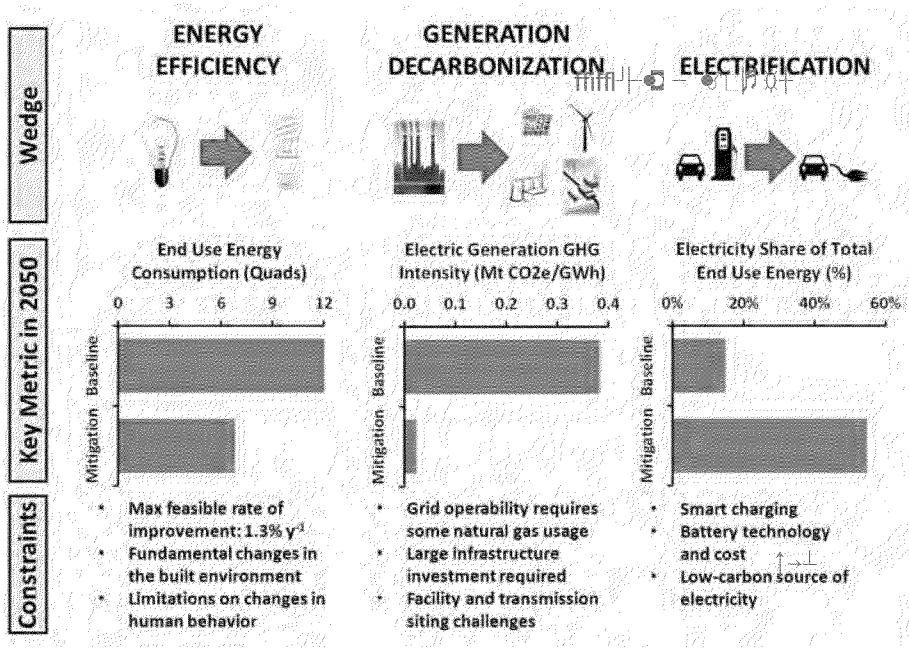 ENERGY
EFFICIENCY
GENERATION
DECARBONIZATION
ELECTRIFICATION
Wedge
Key Metric in 2050
End Use Energy
Consumption (Quads)
0 3 6 9 12
Baseline
Mitigation
Electric Generation GHG
Intensity (Mt CO2e/GWh)
0.0 0.1 0.2 0.3 0.4
Baseline
Mitigation
Electricity Share of Total
End Use Energy (%)
0% 20% 40% 60%
Baseline
Mitigation
Constraints
• Max feasible rate of
improvement: 1.3% y⁻¹
• Fundamental changes in
the built environment
• Limitations on changes in
human behavior
• Grid operability requires
some natural gas usage
• Large infrastructure
investment required
• Facility and transmission
siting challenges
• Smart charging
• Battery technology
and cost
• Low-carbon source of
electricity